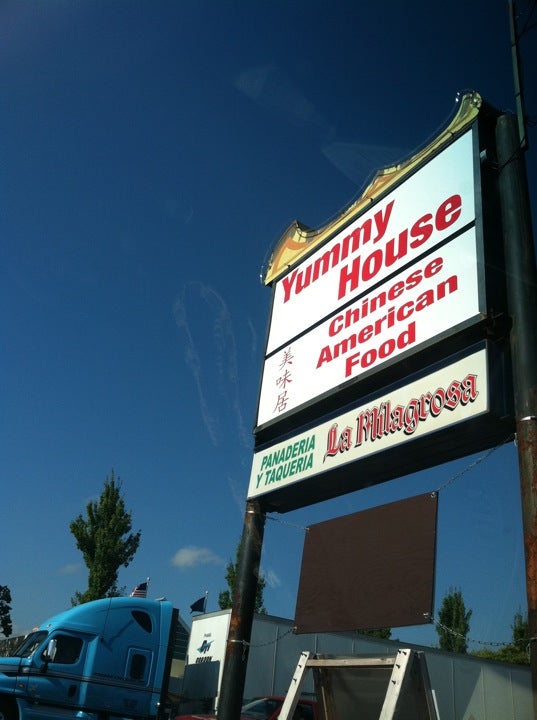 Yummy
House
Chinese
American
Food
美味居
PANADERIA
Y TAQUERIA
La Milagrosa